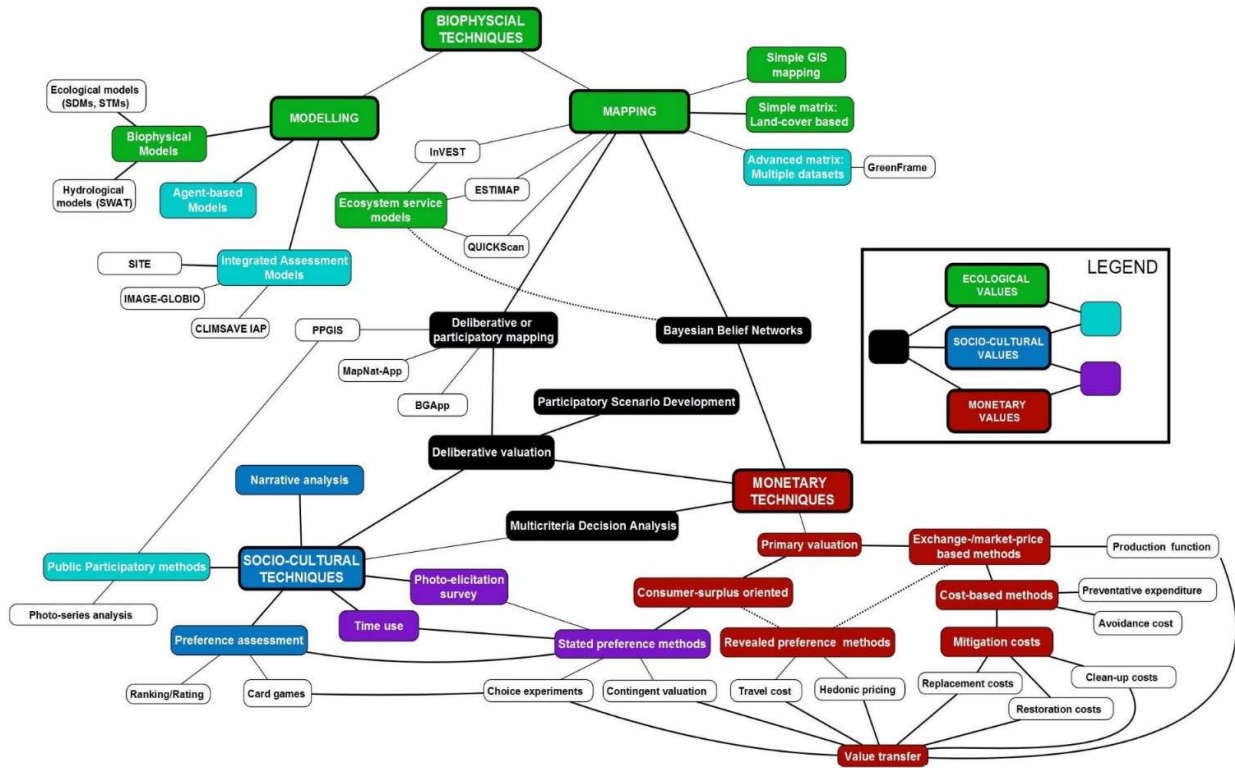 BIOPHYSCIAL
TECHNIQUES
Simple GIS
mapping
Ecological models
(SDMs, STMs)
MODELLING
MAPPING
Simple matrix:
Land-cover based
Biophysical
Models
InVEST
Advanced matrix:
Multiple datasets
GreenFrame
Hydrological
models (SWAT)
Agent-based
Models
ESTIMAP
Ecosystem service
models
QUICKScan
SITE
Integrated Assessment
Models
IMAGE-GLOBIO
CLIMSAVE IAP
LEGEND
ECOLOGICAL
VALUES
SOCIO-CULTURAL
VALUES
MONETARY
VALUES
PPGIS
Deliberative or
participatory mapping
Bayesian Belief Networks
MapNat-App
BGApp
Participatory Scenario Development
Deliberative valuation
Narrative analysis
MONETARY
TECHNIQUES
Multicriteria Decision Analysis
Primary valuation
Exchange-/market-price
based methods
Production function
Public Participatory methods
SOCIO-CULTURAL
TECHNIQUES
Photo-elicitation
survey
Consumer-surplus oriented
Cost-based methods
Preventative expenditure
Photo-series analysis
Time use
Avoidance cost
Preference assessment
Stated preference methods
Revealed preference methods
Mitigation costs
Ranking/Rating
Card games
Choice experiments
Contingent valuation
Travel cost
Hedonic pricing
Replacement costs
Clean-up costs
Restoration costs
Value transfer